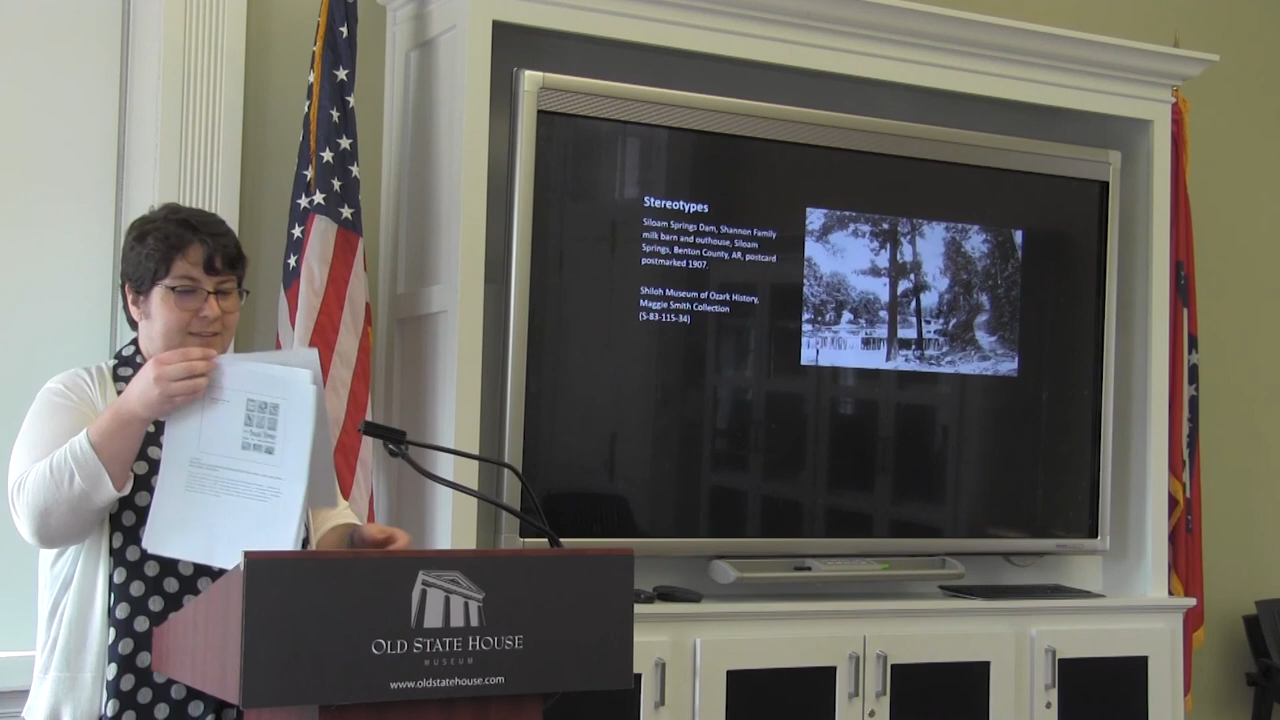 Stereotypes
Siloam Springs Dam, Shannon Family
milk barn and outhouse, Siloam
Springs, Benton County, AR, postcard
postmarked 1907.
Shiloh Museum of Ozark History,
Maggie Smith Collection
(S-83-115-34)
OLD STATE HOUSE
MUSEUM
www.oldstatehouse.com